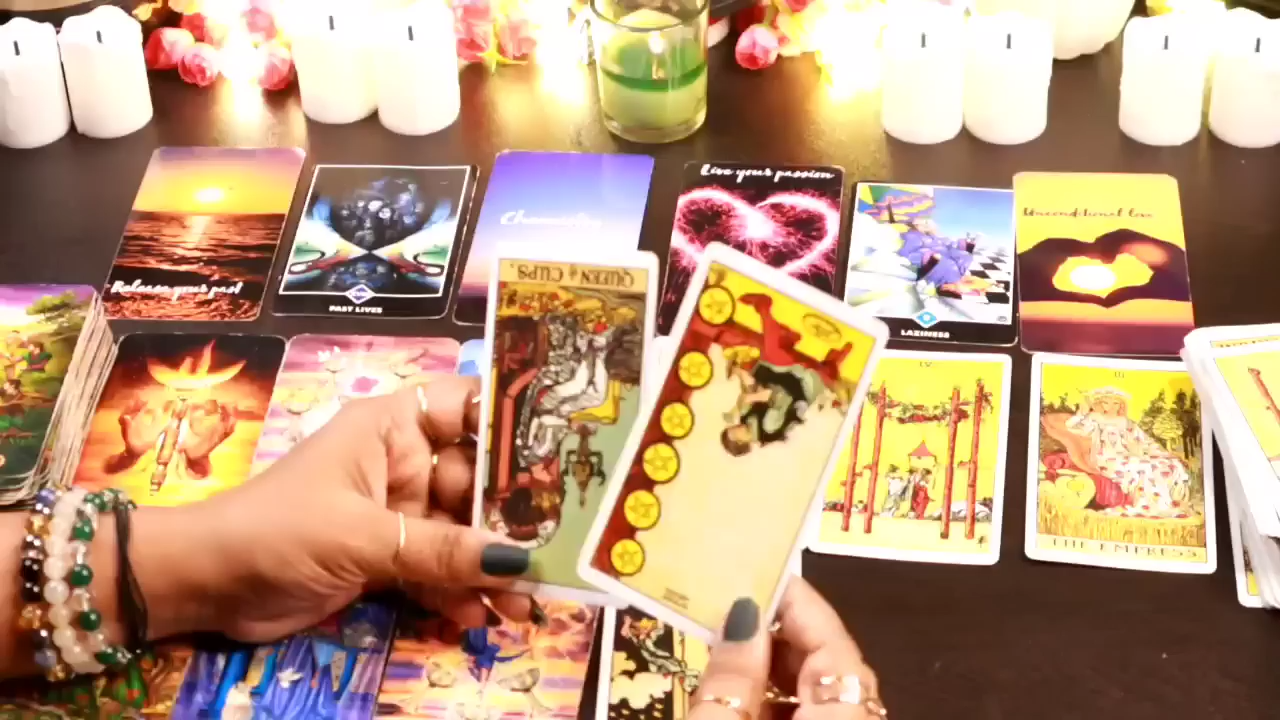 Live your passion
Unconditional love
Release your past
PAST LIVES
LAZINESS
QUEEN of CUPS.
IV
III
THE EMPRESS